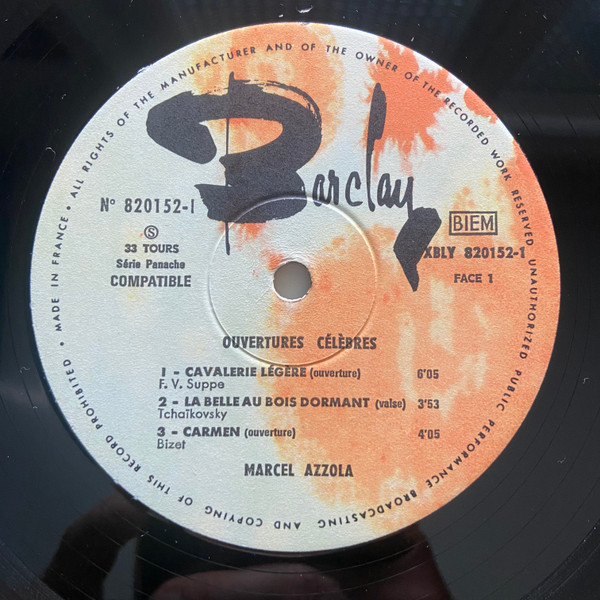 • MADE IN FRANCE • ALL RIGHTS OF THE MANUFACTURER AND OF THE OWNER OF THE RECORDED WORK RESERVED UNAUTHORIZED PUBLIC PERFORMANCE BROADCASTING AND COPYING OF THIS RECORD PROHIBITED
Barclay
Nº 820152-1
BIEM
S
33 TOURS
XBLY 820152-1
Série Panache
COMPATIBLE
FACE 1
OUVERTURES CÉLÈBRES
1 - CAVALERIE LÉGÈRE (ouverture) 6'05
F. V. Suppe
2 - LA BELLE AU BOIS DORMANT (valse) 3'53
Tchaïkovsky
3 - CARMEN (ouverture) 4'05
Bizet
MARCEL AZZOLA